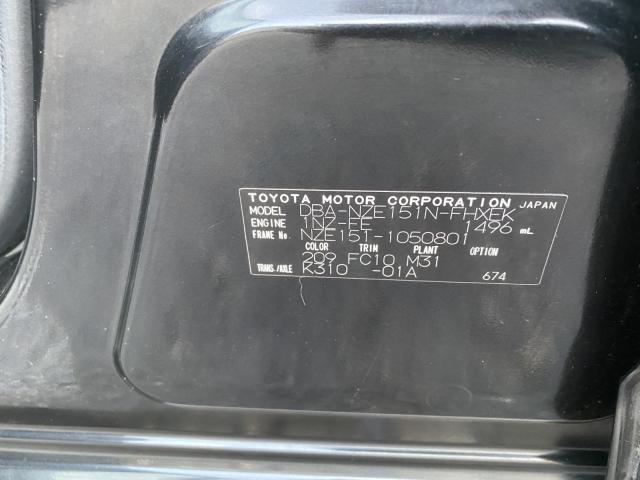 TOYOTA MOTOR CORPORATION JAPAN
MODEL DBA-NZE151N-FHXEK
ENGINE 1NZ-FE 1496 mL
FRAME No. NZE151-1050801
COLOR TRIM PLANT OPTION
209 FC10 M31
TRANS./AXLE K310 -01A 674